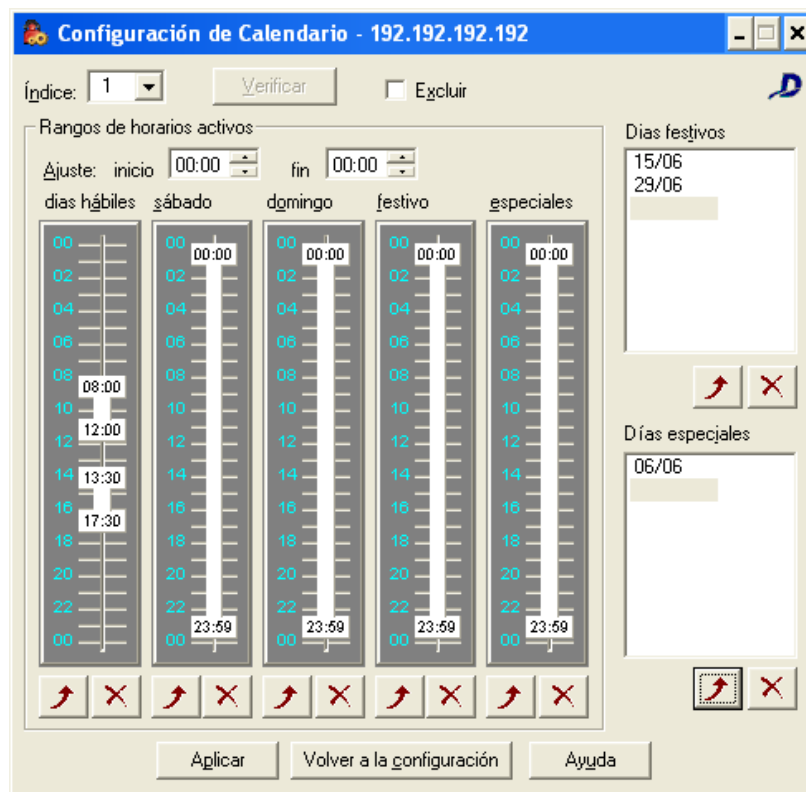 Configuración de Calendario - 192.192.192.192
Índice: 1 Verificar Excluir
Rangos de horarios activos
Ajuste: inicio 00:00 fin 00:00
dias hábiles sábado domingo festivo especiales
00 00 00 00 00
00:00 00:00 00:00 00:00
02 02 02 02 02
04 04 04 04 04
06 06 06 06 06
08 08 08 08 08
08:00
10 10 10 10 10
12:00
12 12 12 12 12
14 13:30 14 14 14 14
16 16 16 16 16
17:30
18 18 18 18 18
20 20 20 20 20
22 22 22 22 22
23:59 23:59 23:59 23:59
00 00 00 00 00
Dias festivos
15/06
29/06
Días especiales
06/06
Aplicar Volver a la configuración Ayuda